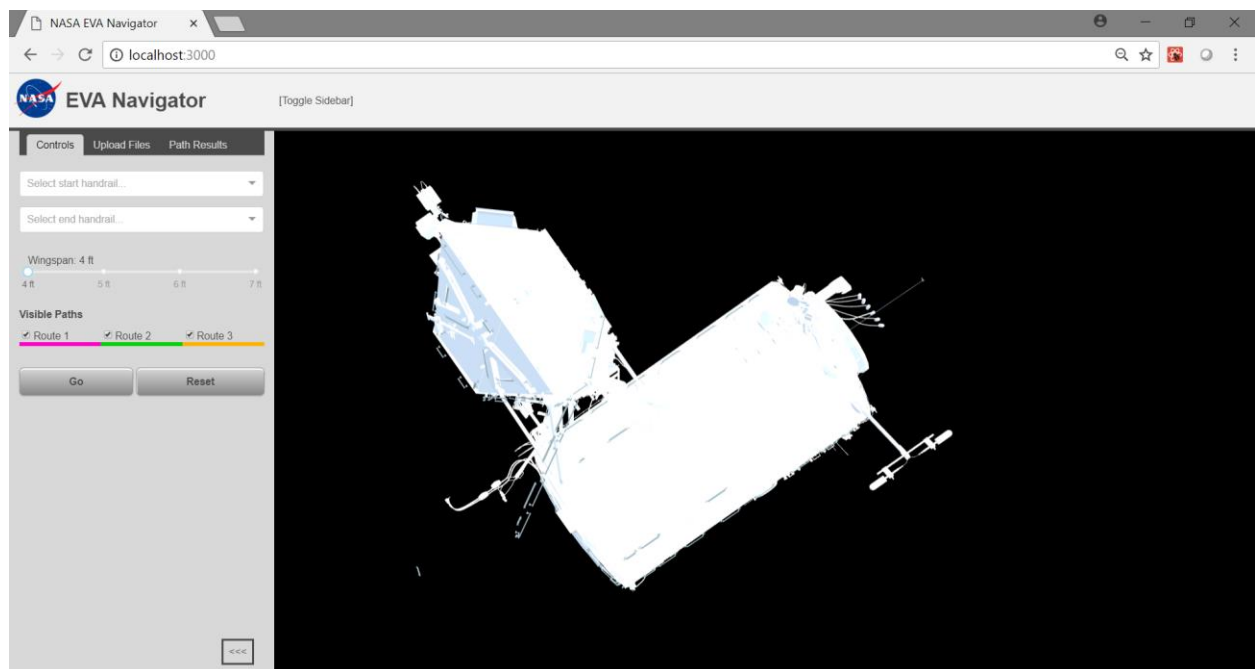 NASA EVA Navigator
localhost:3000
NASA EVA Navigator [Toggle Sidebar]
Controls Upload Files Path Results
Select start handrail...
Select end handrail...
Wingspan: 4 ft
4 ft 5 ft 6 ft 7 ft
Visible Paths
Route 1 Route 2 Route 3
Go Reset
<<<